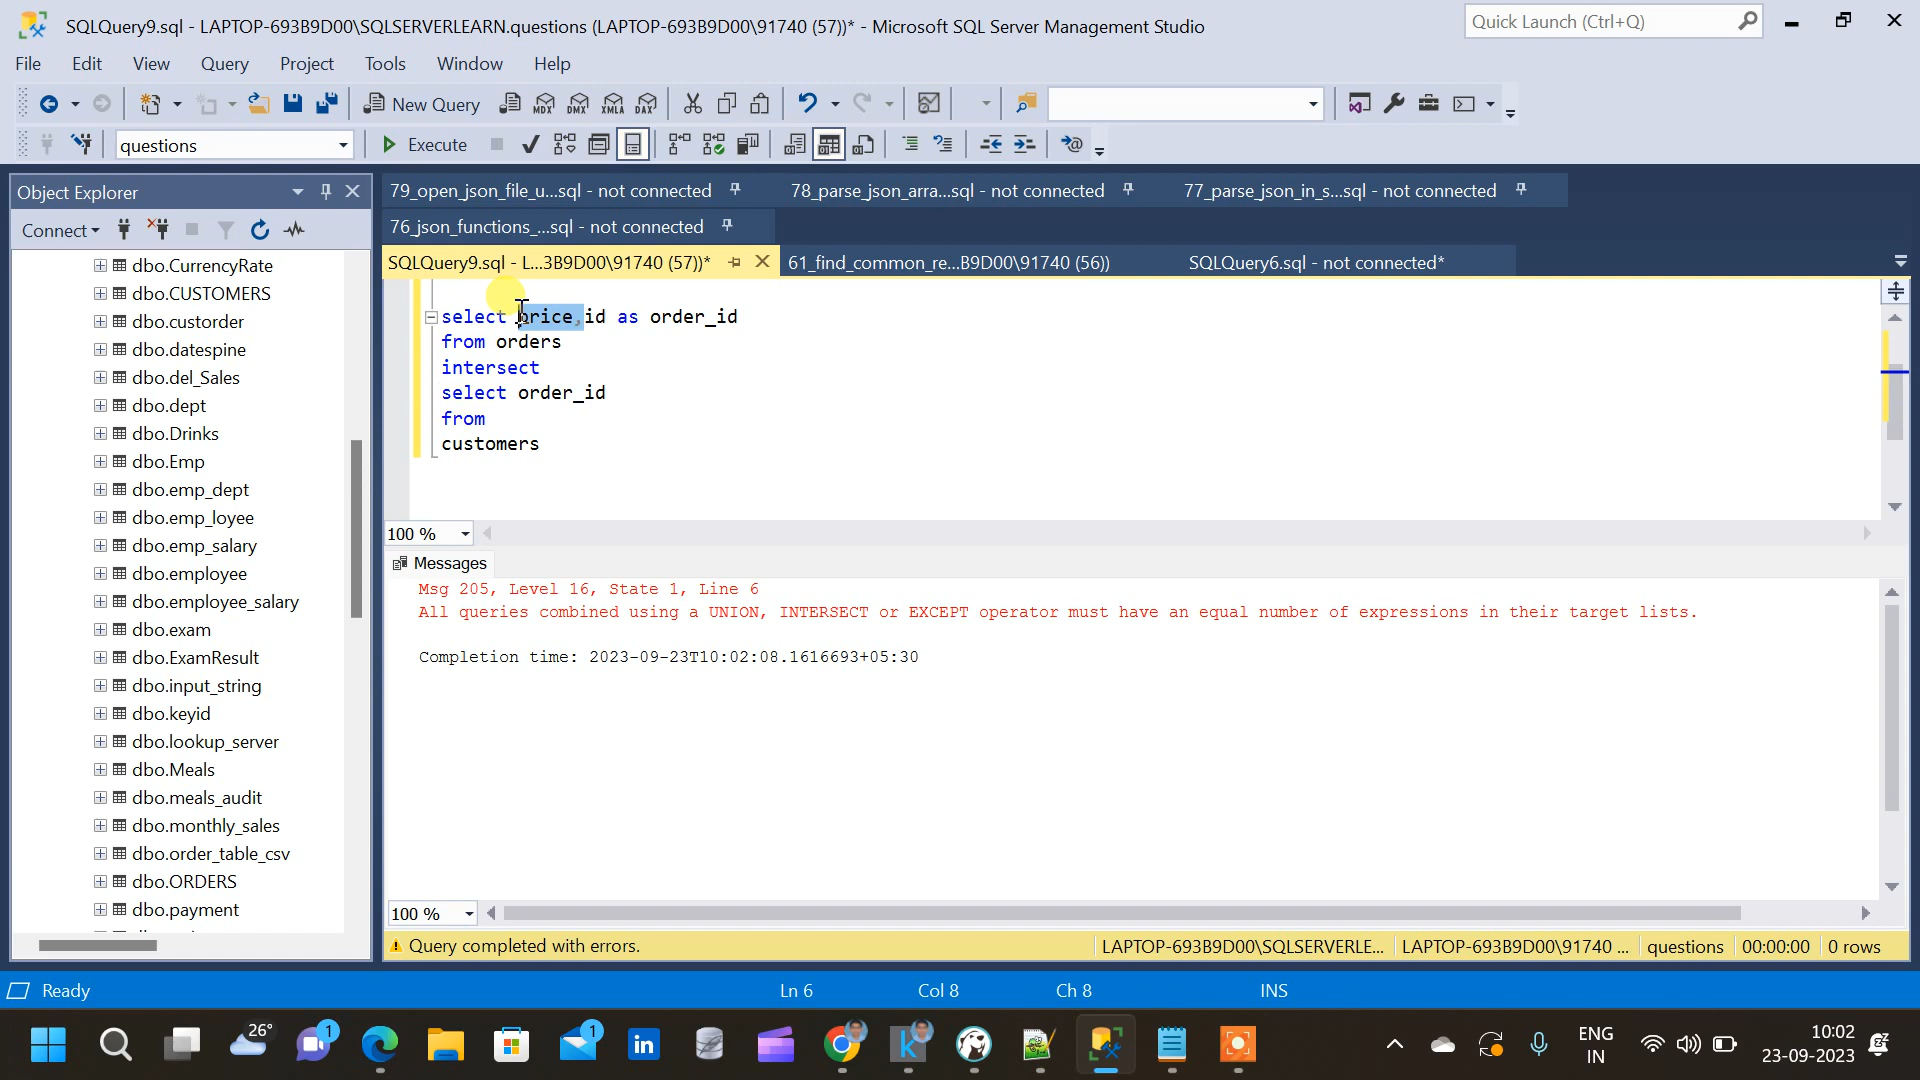 SQLQuery9.sql - LAPTOP-693B9D00\SQLSERVERLEARN.questions (LAPTOP-693B9D00\91740 (57))* - Microsoft SQL Server Management Studio
Quick Launch (Ctrl+Q)
File Edit View Query Project Tools Window Help
New Query
MDX DMX XMLA DAX
questions
Execute
Object Explorer
Connect
dbo.CurrencyRate
dbo.CUSTOMERS
dbo.custorder
dbo.datespine
dbo.del_Sales
dbo.dept
dbo.Drinks
dbo.Emp
dbo.emp_dept
dbo.emp_loyee
dbo.emp_salary
dbo.employee
dbo.employee_salary
dbo.exam
dbo.ExamResult
dbo.input_string
dbo.keyid
dbo.lookup_server
dbo.Meals
dbo.meals_audit
dbo.monthly_sales
dbo.order_table_csv
dbo.ORDERS
dbo.payment
79_open_json_file_u...sql - not connected
78_parse_json_arra...sql - not connected
77_parse_json_in_s...sql - not connected
76_json_functions_...sql - not connected
SQLQuery9.sql - L...3B9D00\91740 (57))*
61_find_common_re...B9D00\91740 (56))
SQLQuery6.sql - not connected*
select price,id as order_id
from orders
intersect
select order_id
from
customers
100 %
Messages
Msg 205, Level 16, State 1, Line 6
All queries combined using a UNION, INTERSECT or EXCEPT operator must have an equal number of expressions in their target lists.
Completion time: 2023-09-23T10:02:08.1616693+05:30
100 %
Query completed with errors.
LAPTOP-693B9D00\SQLSERVERLE...
LAPTOP-693B9D00\91740 ...
questions
00:00:00
0 rows
Ready
Ln 6
Col 8
Ch 8
INS
26°
1
1
in
ENG
IN
10:02
23-09-2023